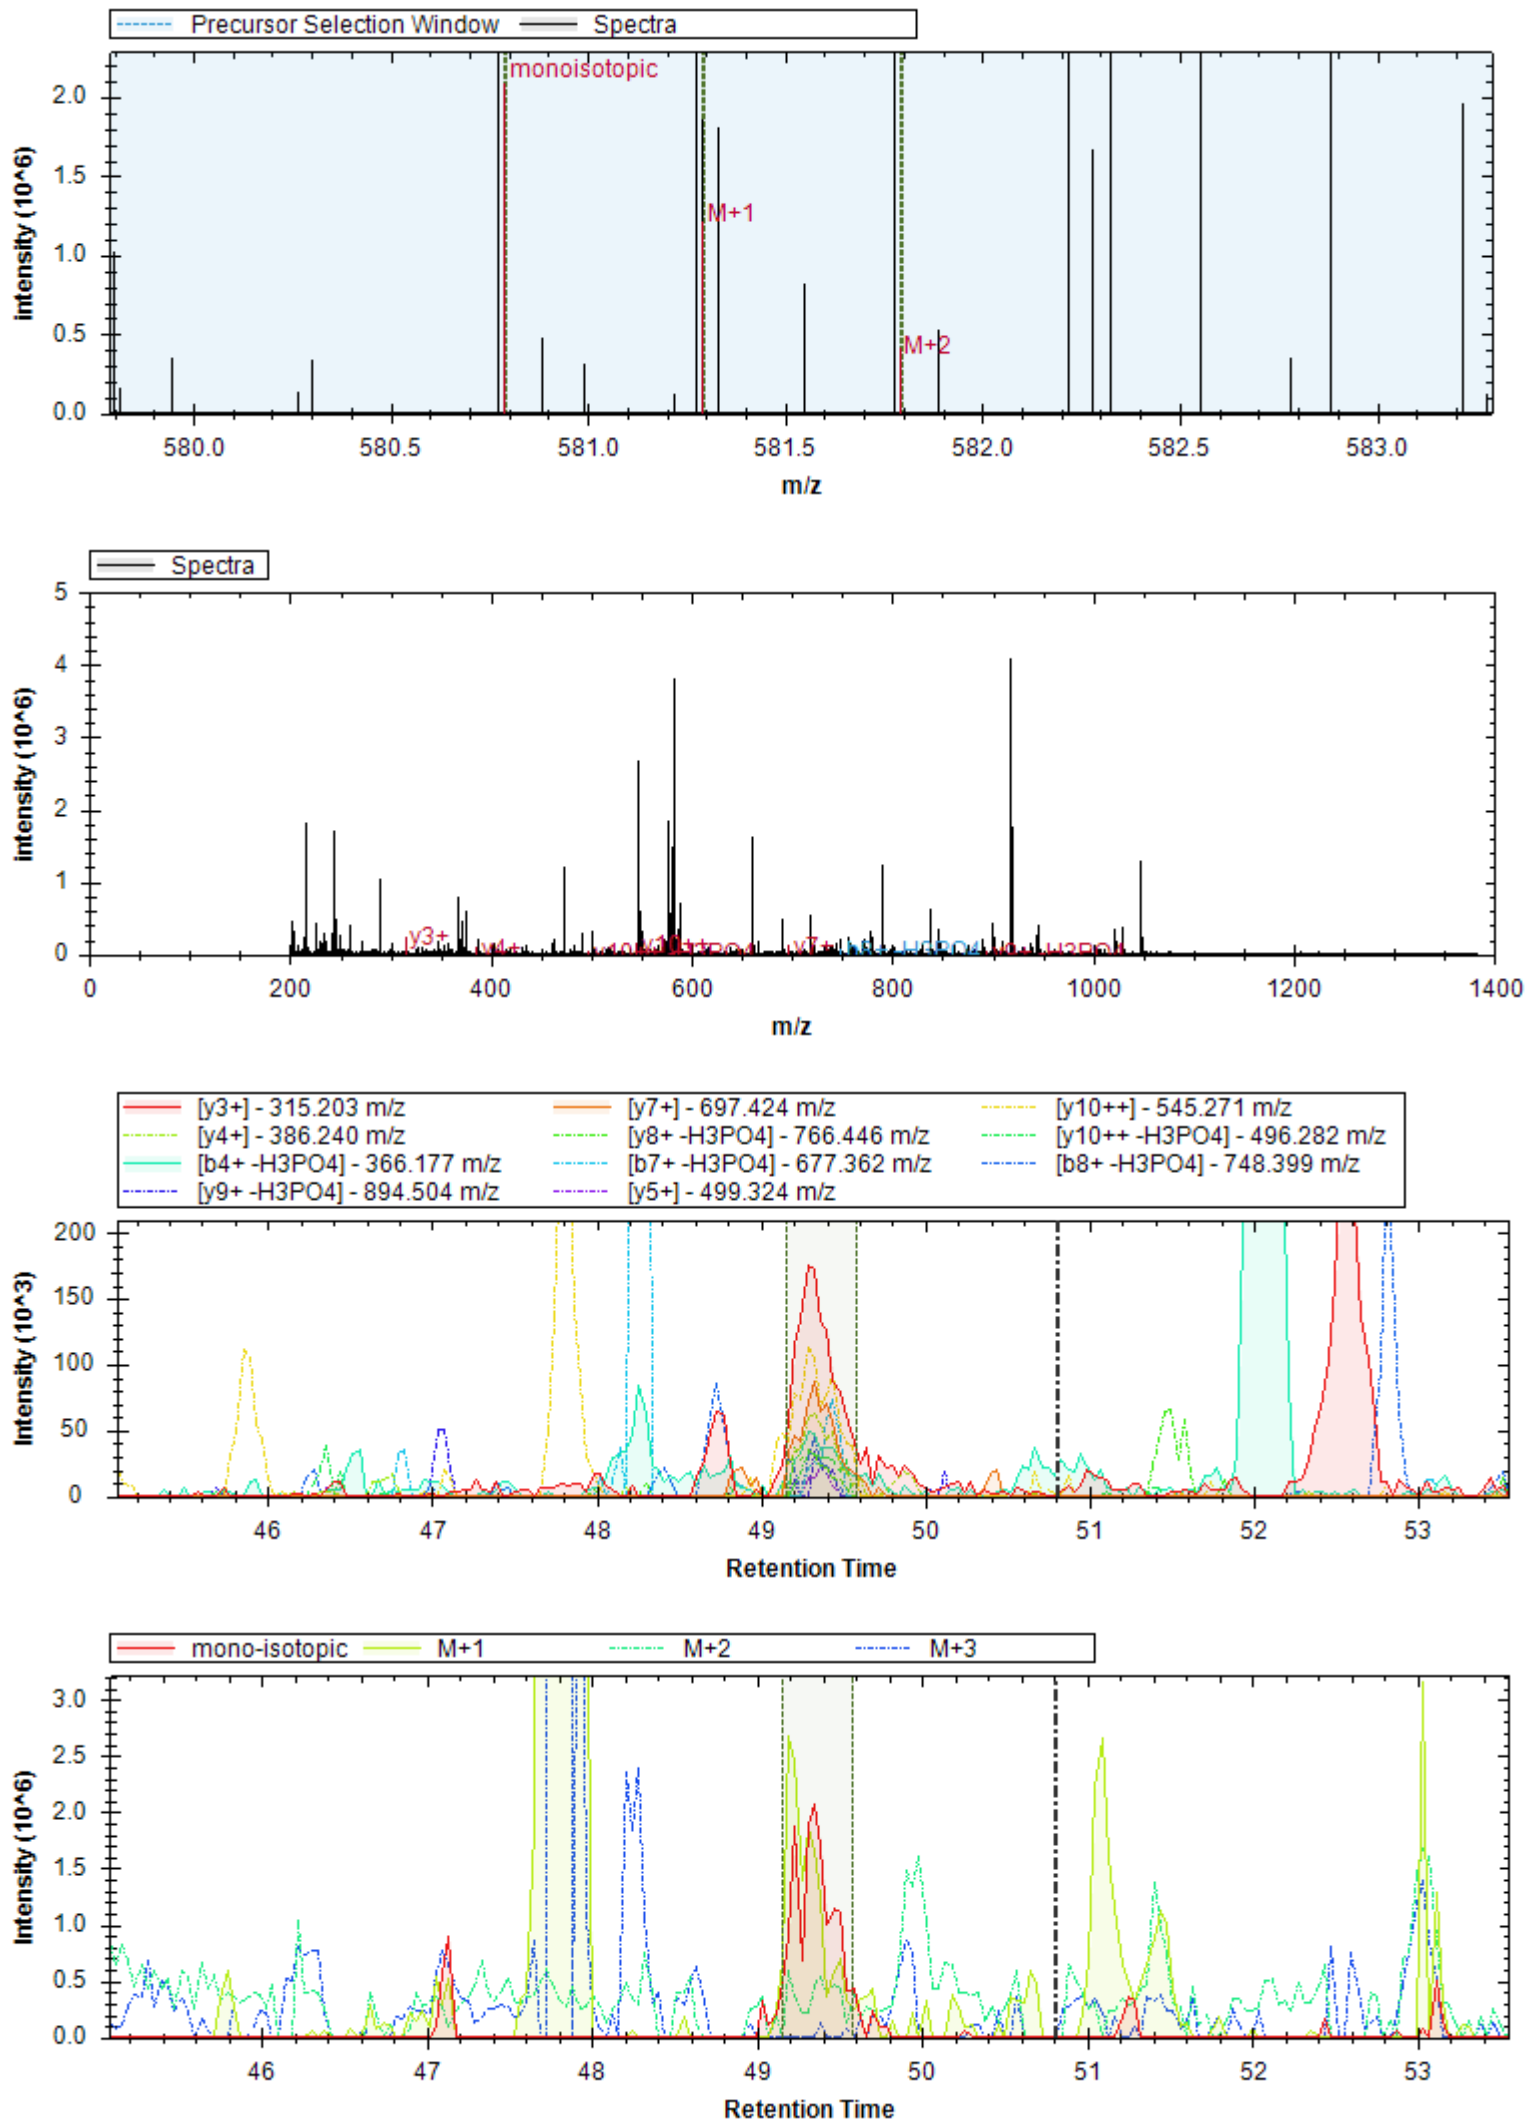 Precursor Selection Window Spectra
monoisotopic
2.0
M+1
1.5
1.0
M+2
0.5
0.0
intensity (10^6)
580.0 580.5 581.0 581.5 582.0 582.5 583.0
m/z
Spectra
5
4
3
2
1
0
intensity (10^6)
y3+ y4+ y7+
0 200 400 600 800 1000 1200 1400
m/z
[y3+] - 315.203 m/z [y7+] - 697.424 m/z [y10++] - 545.271 m/z
[y4+] - 386.240 m/z [y8+ -H3PO4] - 766.446 m/z [y10++ -H3PO4] - 496.282 m/z
[b4+ -H3PO4] - 366.177 m/z [b7+ -H3PO4] - 677.362 m/z [b8+ -H3PO4] - 748.399 m/z
[y9+ -H3PO4] - 894.504 m/z [y5+] - 499.324 m/z
200
150
100
50
0
Intensity (10^3)
46 47 48 49 50 51 52 53
Retention Time
mono-isotopic M+1 M+2 M+3
3.0
2.5
2.0
1.5
1.0
0.5
0.0
Intensity (10^6)
46 47 48 49 50 51 52 53
Retention Time